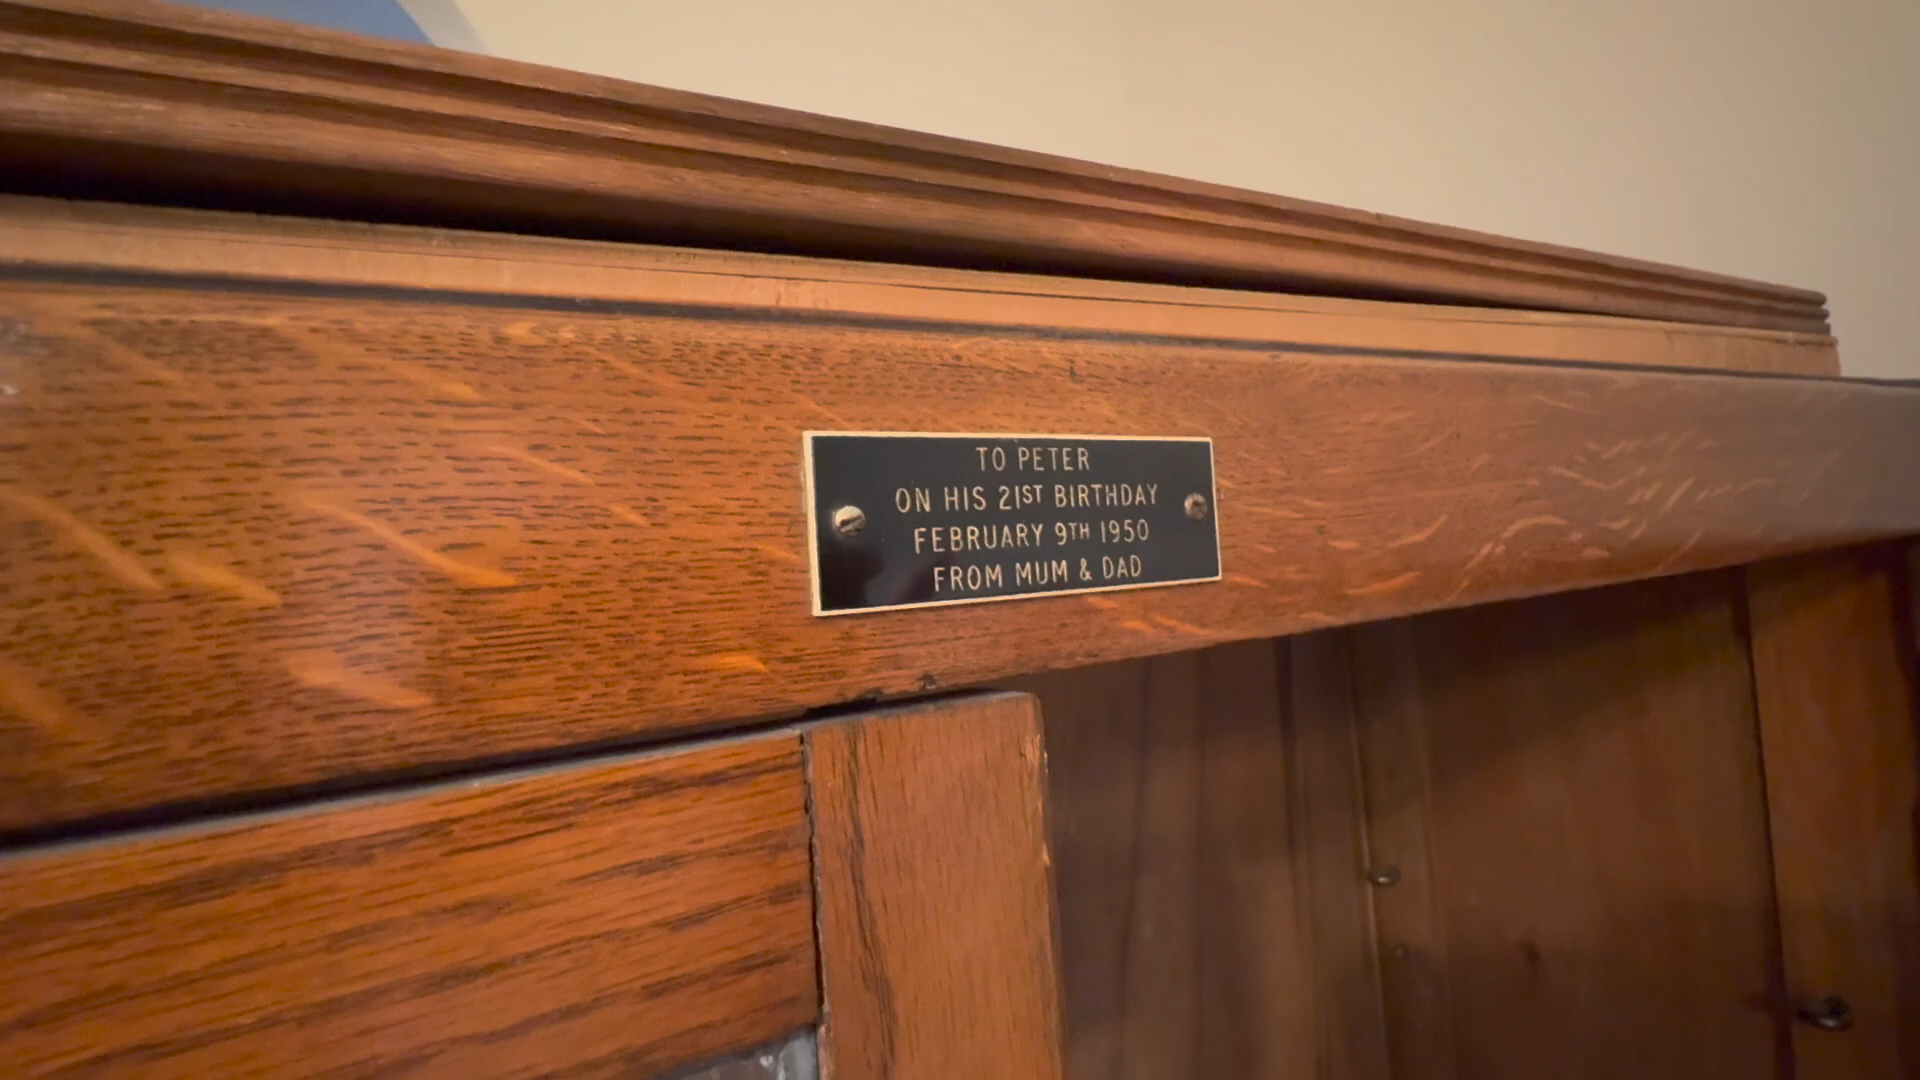 TO PETER
ON HIS 21ST BIRTHDAY
FEBRUARY 9TH 1950
FROM MUM & DAD